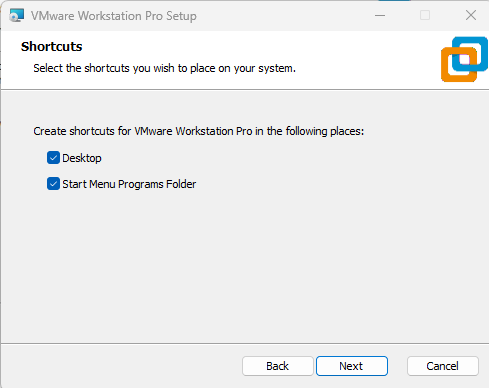 VMware Workstation Pro Setup
Shortcuts
Select the shortcuts you wish to place on your system.
Create shortcuts for VMware Workstation Pro in the following places:
Desktop
Start Menu Programs Folder
Back Next Cancel